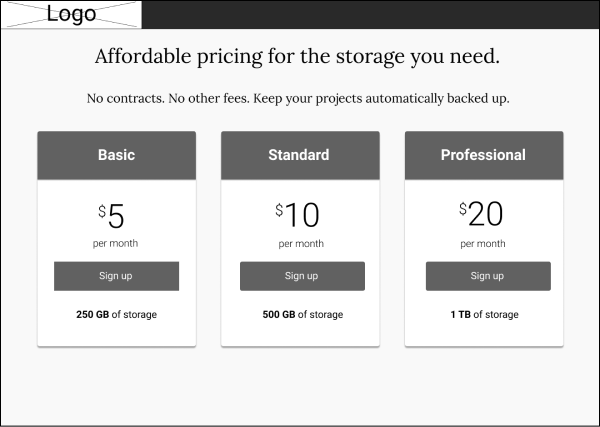 Logo
Affordable pricing for the storage you need.
No contracts. No other fees. Keep your projects automatically backed up.
Basic
$5
per month
Sign up
250 GB of storage
Standard
$10
per month
Sign up
500 GB of storage
Professional
$20
per month
Sign up
1 TB of storage